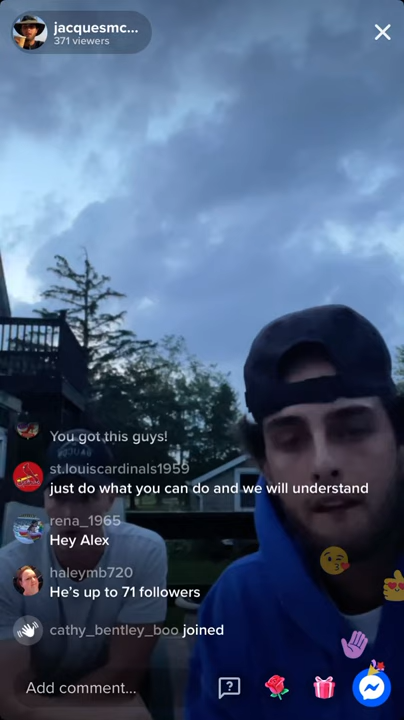 jacquesmc...
371 viewers
You got this guys!
st.louiscardinals1959
just do what you can do and we will understand
rena_1965
Hey Alex
haleymb720
He's up to 71 followers
cathy_bentley_boo joined
Add comment...